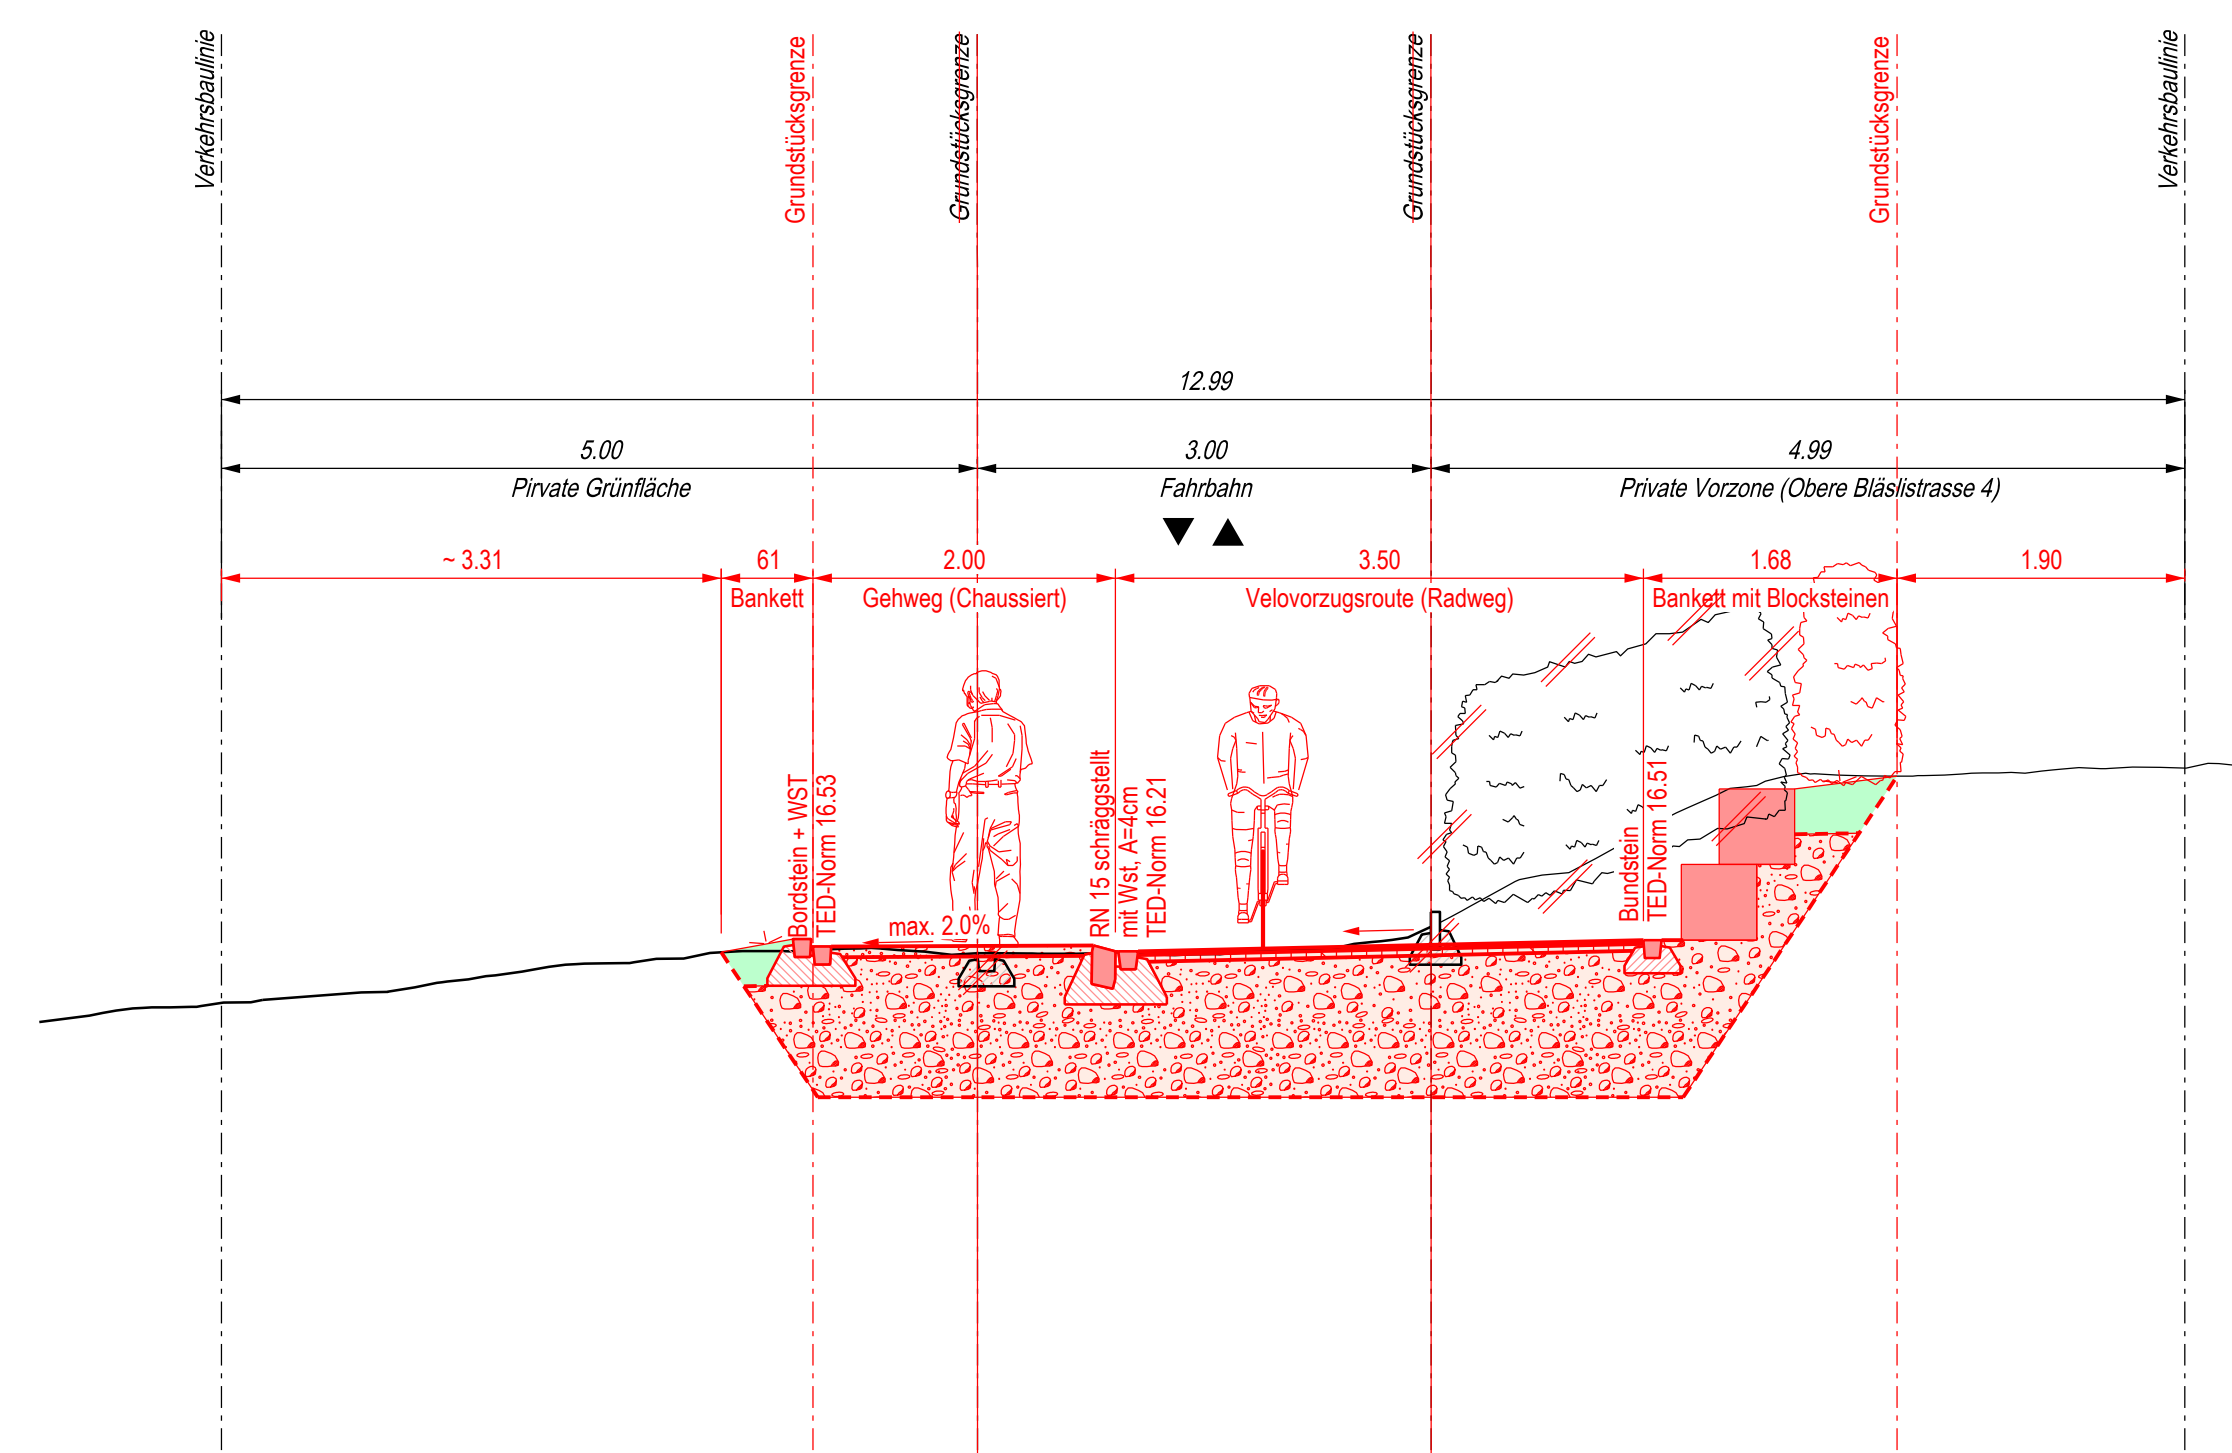 Verkehrsbaulinie
Grundstücksgrenze
Grundstücksgrenze
Grundstücksgrenze
Grundstücksgrenze
Verkehrsbaulinie
12.99
5.00
3.00
4.99
Pirvate Grünfläche
Fahrbahn
Private Vorzone (Obere Bläslistrasse 4)
~ 3.31
61
2.00
3.50
1.68
1.90
Bankett
Gehweg (Chaussiert)
Velovorzugsroute (Radweg)
Bankett mit Blocksteinen
Bordstein + WST
TED-Norm 16.53
max. 2.0%
RN 15 schräggstellt
mit Wst, A=4cm
TED-Norm 16.21
Bundstein
TED-Norm 16.51